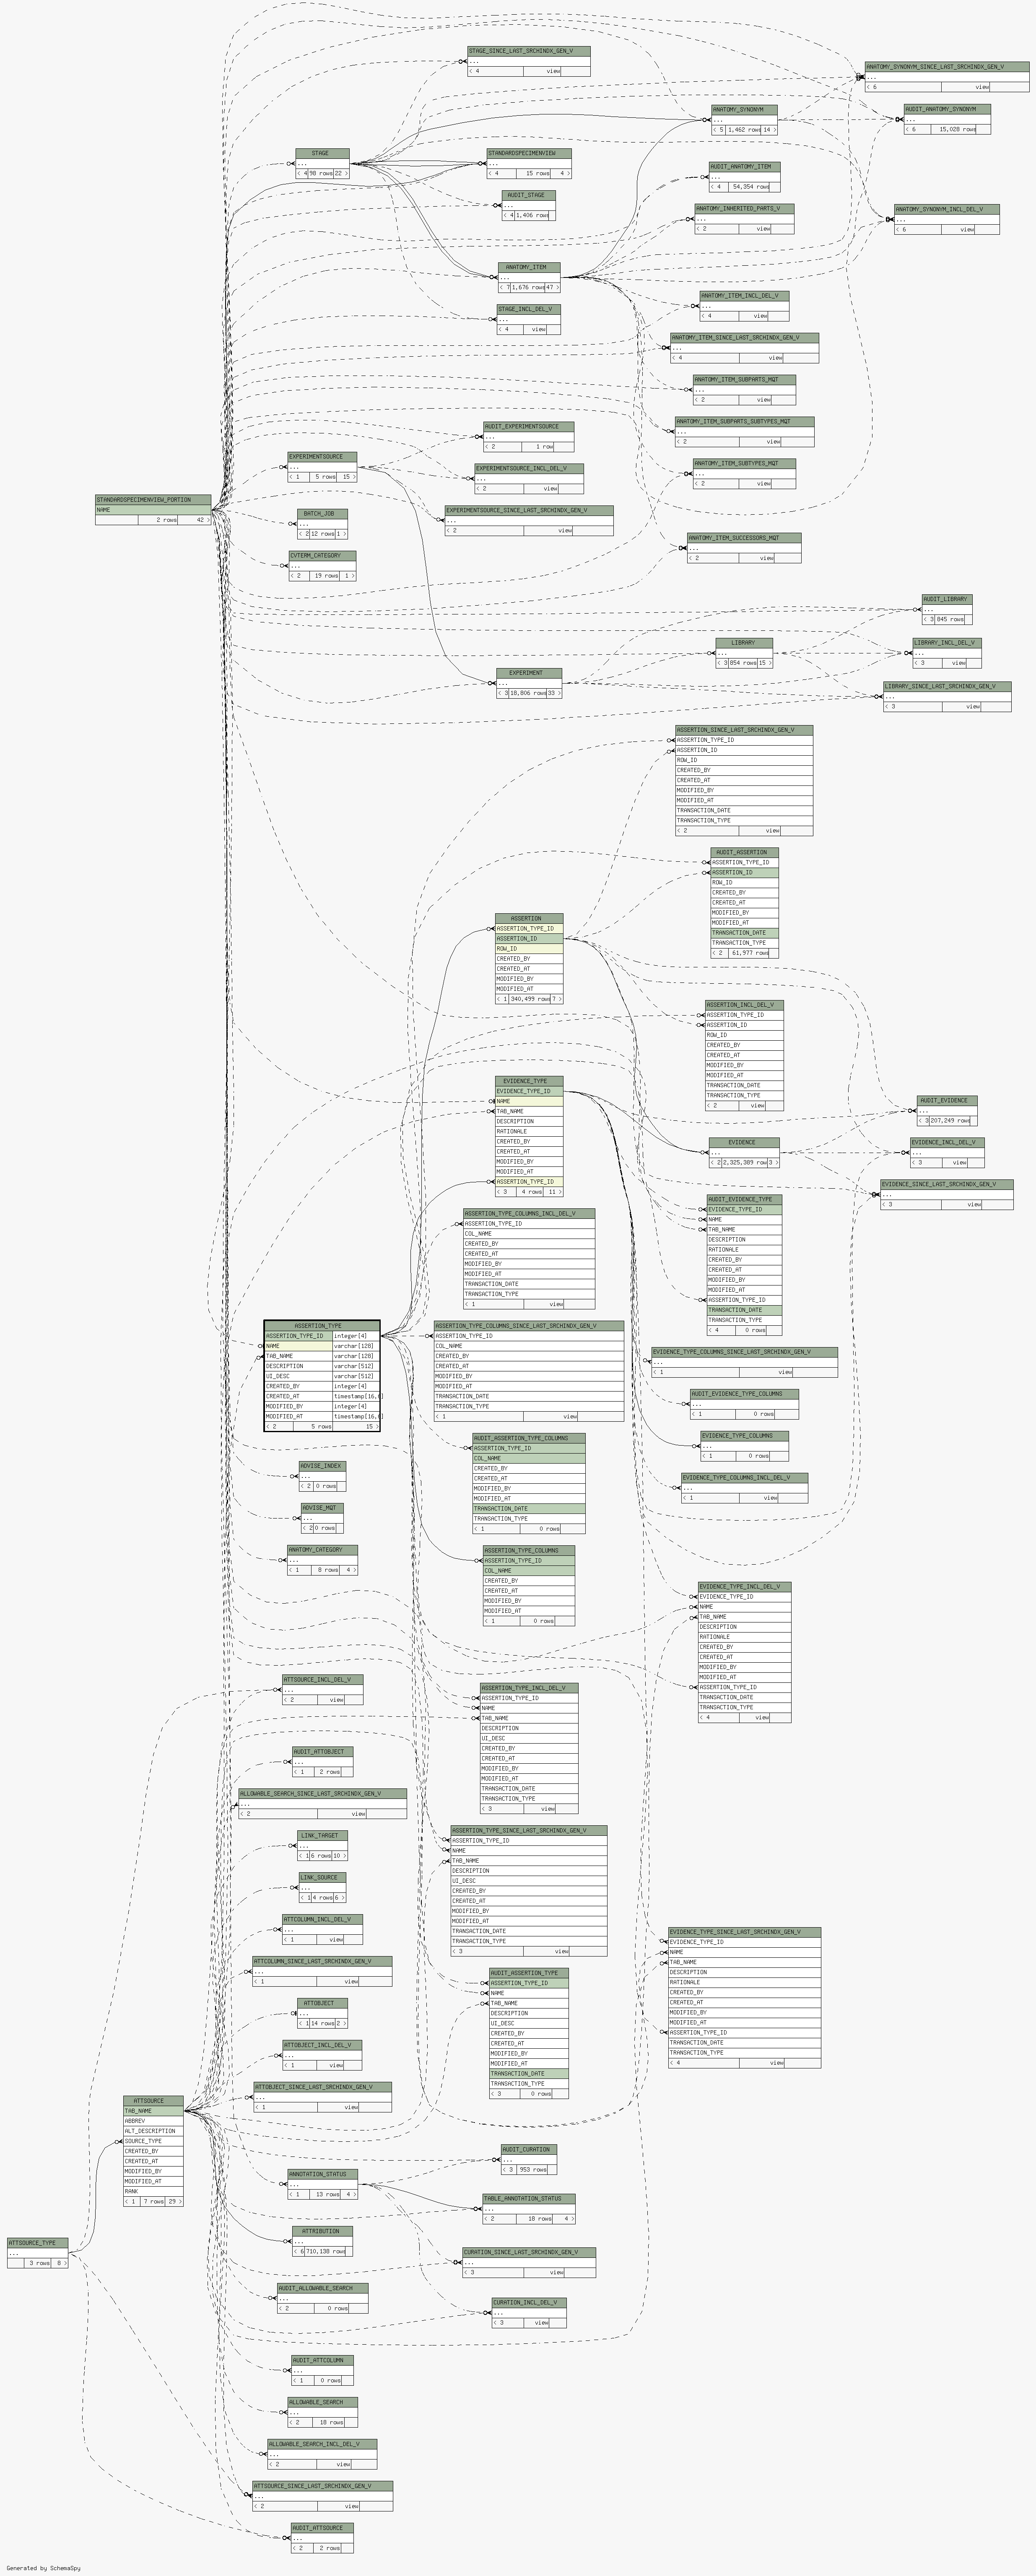 STAGE_SINCE_LAST_SRCHINDX_GEN_V
...
< 4 view
ANATOMY_SYNONYM_SINCE_LAST_SRCHINDX_GEN_V
...
< 6 view
ANATOMY_SYNONYM
...
< 5 1,462 rows 14 >
AUDIT_ANATOMY_SYNONYM
...
< 6 15,028 rows
STAGE
...
< 4 98 rows 22 >
STANDARDSPECIMENVIEW
...
< 4 15 rows 4 >
AUDIT_ANATOMY_ITEM
...
< 4 54,354 rows
AUDIT_STAGE
...
< 4 1,406 rows
ANATOMY_INHERITED_PARTS_V
...
< 2 view
ANATOMY_SYNONYM_INCL_DEL_V
...
< 6 view
ANATOMY_ITEM
...
< 7 1,676 rows 47 >
ANATOMY_ITEM_INCL_DEL_V
...
< 4 view
STAGE_INCL_DEL_V
...
< 4 view
ANATOMY_ITEM_SINCE_LAST_SRCHINDX_GEN_V
...
< 4 view
ANATOMY_ITEM_SUBPARTS_MQT
...
< 2 view
ANATOMY_ITEM_SUBPARTS_SUBTYPES_MQT
...
< 2 view
AUDIT_EXPERIMENTSOURCE
...
< 2 1 row
EXPERIMENTSOURCE
...
< 1 5 rows 15 >
ANATOMY_ITEM_SUBTYPES_MQT
...
< 2 view
EXPERIMENTSOURCE_INCL_DEL_V
...
< 2 view
STANDARDSPECIMENVIEW_PORTION
NAME
2 rows 42 >
BATCH_JOB
...
< 2 12 rows 1 >
EXPERIMENTSOURCE_SINCE_LAST_SRCHINDX_GEN_V
...
< 2 view
ANATOMY_ITEM_SUCCESSORS_MQT
...
< 2 view
CVTERM_CATEGORY
...
< 2 19 rows 1 >
AUDIT_LIBRARY
...
< 3 845 rows
LIBRARY
...
< 3 854 rows 15 >
LIBRARY_INCL_DEL_V
...
< 3 view
EXPERIMENT
...
< 3 18,806 rows 33 >
LIBRARY_SINCE_LAST_SRCHINDX_GEN_V
...
< 3 view
ASSERTION_SINCE_LAST_SRCHINDX_GEN_V
ASSERTION_TYPE_ID
ASSERTION_ID
ROW_ID
CREATED_BY
CREATED_AT
MODIFIED_BY
MODIFIED_AT
TRANSACTION_DATE
TRANSACTION_TYPE
< 2 view
AUDIT_ASSERTION
ASSERTION_TYPE_ID
ASSERTION_ID
ROW_ID
CREATED_BY
CREATED_AT
MODIFIED_BY
MODIFIED_AT
TRANSACTION_DATE
TRANSACTION_TYPE
< 2 61,977 rows
ASSERTION
ASSERTION_TYPE_ID
ASSERTION_ID
ROW_ID
CREATED_BY
CREATED_AT
MODIFIED_BY
MODIFIED_AT
< 1 340,499 rows 7 >
ASSERTION_INCL_DEL_V
ASSERTION_TYPE_ID
ASSERTION_ID
ROW_ID
CREATED_BY
CREATED_AT
MODIFIED_BY
MODIFIED_AT
TRANSACTION_DATE
TRANSACTION_TYPE
< 2 view
EVIDENCE_TYPE
EVIDENCE_TYPE_ID
NAME
TAB_NAME
DESCRIPTION
RATIONALE
CREATED_BY
CREATED_AT
MODIFIED_BY
MODIFIED_AT
ASSERTION_TYPE_ID
< 3 4 rows 11 >
AUDIT_EVIDENCE
...
< 3 207,249 rows
EVIDENCE
...
< 2 2,325,389 row 3 >
EVIDENCE_INCL_DEL_V
...
< 3 view
EVIDENCE_SINCE_LAST_SRCHINDX_GEN_V
...
< 3 view
AUDIT_EVIDENCE_TYPE
EVIDENCE_TYPE_ID
NAME
TAB_NAME
DESCRIPTION
RATIONALE
CREATED_BY
CREATED_AT
MODIFIED_BY
MODIFIED_AT
ASSERTION_TYPE_ID
TRANSACTION_DATE
TRANSACTION_TYPE
< 4 0 rows
ASSERTION_TYPE_COLUMNS_INCL_DEL_V
ASSERTION_TYPE_ID
COL_NAME
CREATED_BY
CREATED_AT
MODIFIED_BY
MODIFIED_AT
TRANSACTION_DATE
TRANSACTION_TYPE
< 1 view
ASSERTION_TYPE
ASSERTION_TYPE_ID integer[4]
NAME varchar[128]
TAB_NAME varchar[128]
DESCRIPTION varchar[512]
UI_DESC varchar[512]
CREATED_BY integer[4]
CREATED_AT timestamp[16,6]
MODIFIED_BY integer[4]
MODIFIED_AT timestamp[16,6]
< 2 5 rows 15 >
ASSERTION_TYPE_COLUMNS_SINCE_LAST_SRCHINDX_GEN_V
ASSERTION_TYPE_ID
COL_NAME
CREATED_BY
CREATED_AT
MODIFIED_BY
MODIFIED_AT
TRANSACTION_DATE
TRANSACTION_TYPE
< 1 view
EVIDENCE_TYPE_COLUMNS_SINCE_LAST_SRCHINDX_GEN_V
...
< 1 view
AUDIT_EVIDENCE_TYPE_COLUMNS
...
< 1 0 rows
EVIDENCE_TYPE_COLUMNS
...
< 1 0 rows
AUDIT_ASSERTION_TYPE_COLUMNS
ASSERTION_TYPE_ID
COL_NAME
CREATED_BY
CREATED_AT
MODIFIED_BY
MODIFIED_AT
TRANSACTION_DATE
TRANSACTION_TYPE
< 1 0 rows
ADVISE_INDEX
...
< 2 0 rows
EVIDENCE_TYPE_COLUMNS_INCL_DEL_V
...
< 1 view
ADVISE_MQT
...
< 2 0 rows
ANATOMY_CATEGORY
...
< 1 8 rows 4 >
ASSERTION_TYPE_COLUMNS
ASSERTION_TYPE_ID
COL_NAME
CREATED_BY
CREATED_AT
MODIFIED_BY
MODIFIED_AT
< 1 0 rows
EVIDENCE_TYPE_INCL_DEL_V
EVIDENCE_TYPE_ID
NAME
TAB_NAME
DESCRIPTION
RATIONALE
CREATED_BY
CREATED_AT
MODIFIED_BY
MODIFIED_AT
ASSERTION_TYPE_ID
TRANSACTION_DATE
TRANSACTION_TYPE
< 4 view
ATTSOURCE_INCL_DEL_V
...
< 2 view
ASSERTION_TYPE_INCL_DEL_V
ASSERTION_TYPE_ID
NAME
TAB_NAME
DESCRIPTION
UI_DESC
CREATED_BY
CREATED_AT
MODIFIED_BY
MODIFIED_AT
TRANSACTION_DATE
TRANSACTION_TYPE
< 3 view
AUDIT_ATTOBJECT
...
< 1 2 rows
ALLOWABLE_SEARCH_SINCE_LAST_SRCHINDX_GEN_V
...
< 2 view
LINK_TARGET
...
< 1 6 rows 10 >
ASSERTION_TYPE_SINCE_LAST_SRCHINDX_GEN_V
ASSERTION_TYPE_ID
NAME
TAB_NAME
DESCRIPTION
UI_DESC
CREATED_BY
CREATED_AT
MODIFIED_BY
MODIFIED_AT
TRANSACTION_DATE
TRANSACTION_TYPE
< 3 view
LINK_SOURCE
...
< 1 4 rows 6 >
ATTCOLUMN_INCL_DEL_V
...
< 1 view
EVIDENCE_TYPE_SINCE_LAST_SRCHINDX_GEN_V
EVIDENCE_TYPE_ID
NAME
TAB_NAME
DESCRIPTION
RATIONALE
CREATED_BY
CREATED_AT
MODIFIED_BY
MODIFIED_AT
ASSERTION_TYPE_ID
TRANSACTION_DATE
TRANSACTION_TYPE
< 4 view
ATTCOLUMN_SINCE_LAST_SRCHINDX_GEN_V
...
< 1 view
AUDIT_ASSERTION_TYPE
ASSERTION_TYPE_ID
NAME
TAB_NAME
DESCRIPTION
UI_DESC
CREATED_BY
CREATED_AT
MODIFIED_BY
MODIFIED_AT
TRANSACTION_DATE
TRANSACTION_TYPE
< 3 0 rows
ATTOBJECT
...
< 1 14 rows 2 >
ATTOBJECT_INCL_DEL_V
...
< 1 view
ATTOBJECT_SINCE_LAST_SRCHINDX_GEN_V
...
< 1 view
ATTSOURCE
TAB_NAME
ABBREV
ALT_DESCRIPTION
SOURCE_TYPE
CREATED_BY
CREATED_AT
MODIFIED_BY
MODIFIED_AT
RANK
< 1 7 rows 29 >
AUDIT_CURATION
...
< 3 953 rows
ANNOTATION_STATUS
...
< 1 13 rows 4 >
TABLE_ANNOTATION_STATUS
...
< 2 18 rows 4 >
ATTRIBUTION
...
< 6 710,138 rows
ATTSOURCE_TYPE
...
3 rows 8 >
CURATION_SINCE_LAST_SRCHINDX_GEN_V
...
< 3 view
AUDIT_ALLOWABLE_SEARCH
...
< 2 0 rows
CURATION_INCL_DEL_V
...
< 3 view
AUDIT_ATTCOLUMN
...
< 1 0 rows
ALLOWABLE_SEARCH
...
< 2 18 rows
ALLOWABLE_SEARCH_INCL_DEL_V
...
< 2 view
ATTSOURCE_SINCE_LAST_SRCHINDX_GEN_V
...
< 2 view
AUDIT_ATTSOURCE
...
< 2 2 rows
Generated by SchemaSpy